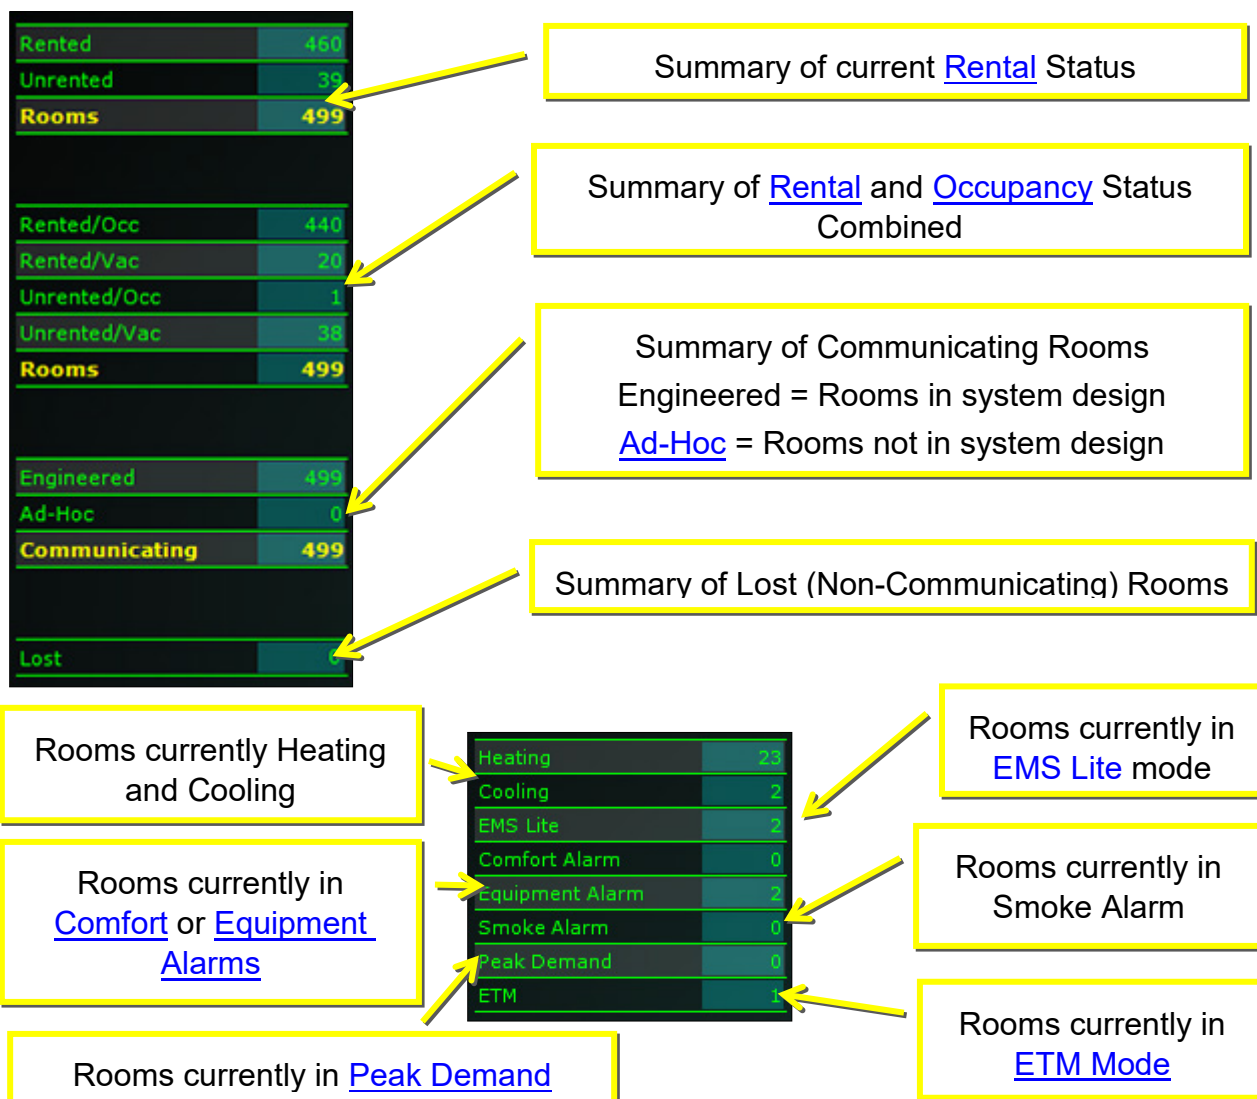 Rented 460
Unrented 39
Rooms 499
Summary of current Rental Status
Rented/Occ 440
Rented/Vac 20
Unrented/Occ 1
Unrented/Vac 38
Rooms 499
Summary of Rental and Occupancy Status
Combined
Engineered 499
Ad-Hoc 0
Communicating 499
Summary of Communicating Rooms
Engineered = Rooms in system design
Ad-Hoc = Rooms not in system design
Lost 0
Summary of Lost (Non-Communicating) Rooms
Rooms currently Heating
and Cooling
Rooms currently in
Comfort or Equipment
Alarms
Rooms currently in Peak Demand
Heating 23
Cooling 2
EMS Lite 2
Comfort Alarm 0
Equipment Alarm 2
Smoke Alarm 0
Peak Demand 0
ETM 1
Rooms currently in
EMS Lite mode
Rooms currently in
Smoke Alarm
Rooms currently in
ETM Mode